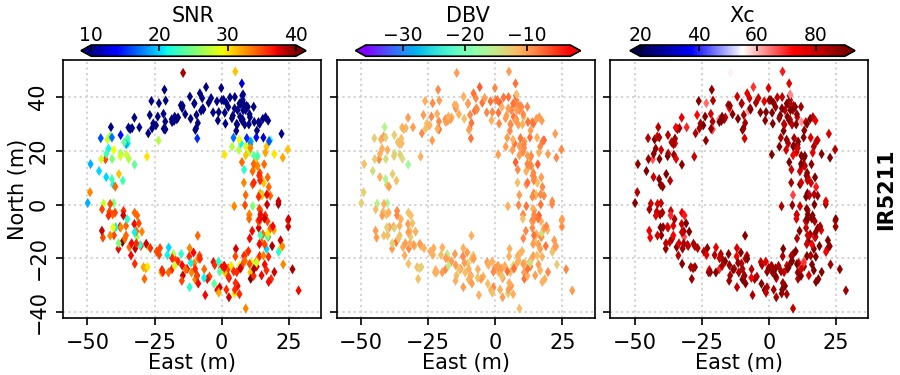 SNR DBV Xc
10 20 30 40 −30 −20 −10 20 40 60 80
North (m)
40
20
0
−20
−40
−50 −25 0 25 −50 −25 0 25 −50 −25 0 25
East (m) East (m) East (m)
IR5211